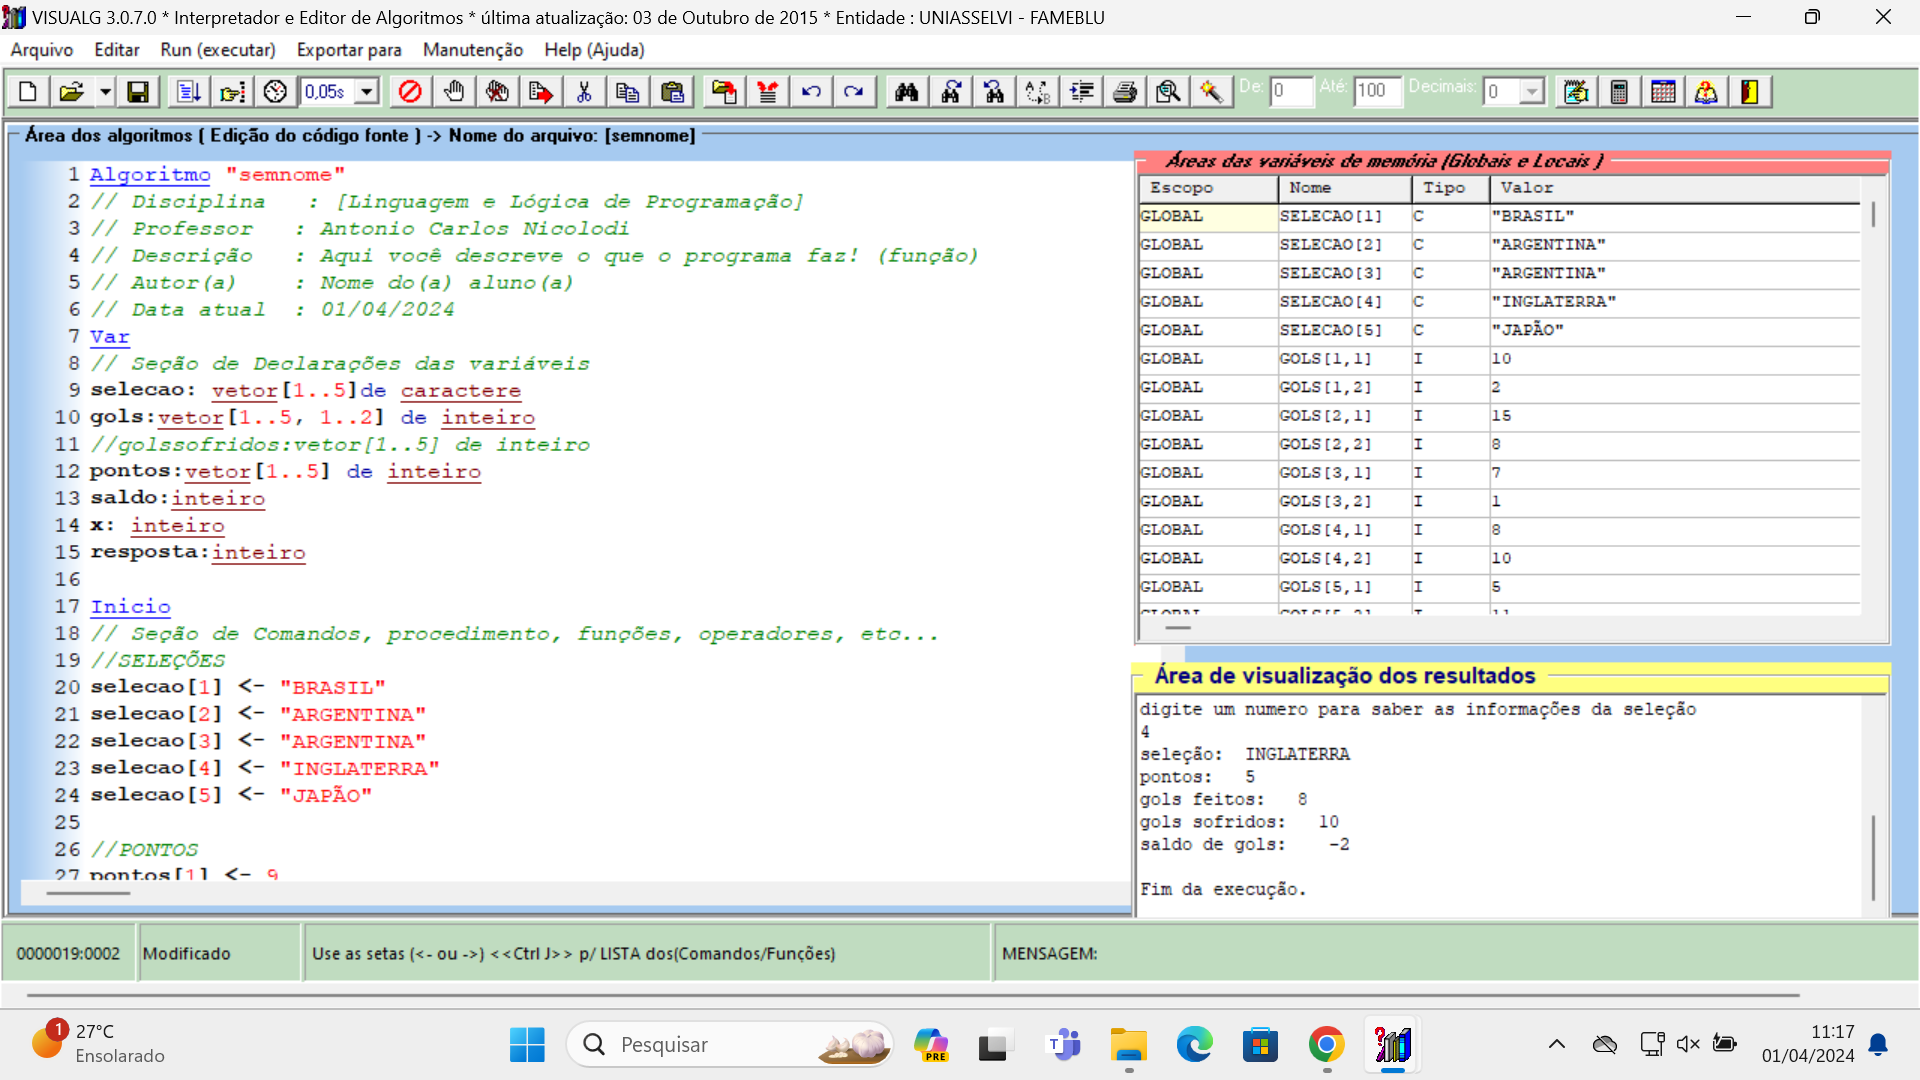 VISUALG 3.0.7.0 * Interpretador e Editor de Algoritmos * última atualização: 03 de Outubro de 2015 * Entidade : UNIASSELVI - FAMEBLU
Arquivo Editar Run (executar) Exportar para Manutenção Help (Ajuda)
0,05s De: 0 Até: 100 Decimais: 0
Área dos algoritmos ( Edição do código fonte ) -> Nome do arquivo: [semnome]
1 Algoritmo "semnome"
2 // Disciplina : [Linguagem e Lógica de Programação]
3 // Professor : Antonio Carlos Nicolodi
4 // Descrição : Aqui você descreve o que o programa faz! (função)
5 // Autor(a) : Nome do(a) aluno(a)
6 // Data atual : 01/04/2024
7 Var
8 // Seção de Declarações das variáveis
9 selecao: vetor[1..5]de caractere
10 gols:vetor[1..5, 1..2] de inteiro
11 //golssofridos:vetor[1..5] de inteiro
12 pontos:vetor[1..5] de inteiro
13 saldo:inteiro
14 x: inteiro
15 resposta:inteiro
16
17 Inicio
18 // Seção de Comandos, procedimento, funções, operadores, etc...
19 //SELEÇÕES
20 selecao[1] <- "BRASIL"
21 selecao[2] <- "ARGENTINA"
22 selecao[3] <- "ARGENTINA"
23 selecao[4] <- "INGLATERRA"
24 selecao[5] <- "JAPÃO"
25
26 //PONTOS
27 pontos[1] <- 9
Áreas das variáveis de memória (Globais e Locais )
Escopo Nome Tipo Valor
GLOBAL SELECAO[1] C "BRASIL"
GLOBAL SELECAO[2] C "ARGENTINA"
GLOBAL SELECAO[3] C "ARGENTINA"
GLOBAL SELECAO[4] C "INGLATERRA"
GLOBAL SELECAO[5] C "JAPÃO"
GLOBAL GOLS[1,1] I 10
GLOBAL GOLS[1,2] I 2
GLOBAL GOLS[2,1] I 15
GLOBAL GOLS[2,2] I 8
GLOBAL GOLS[3,1] I 7
GLOBAL GOLS[3,2] I 1
GLOBAL GOLS[4,1] I 8
GLOBAL GOLS[4,2] I 10
GLOBAL GOLS[5,1] I 5
GLOBAL GOLS[5,2] I 11
Área de visualização dos resultados
digite um numero para saber as informações da seleção
4
seleção: INGLATERRA
pontos: 5
gols feitos: 8
gols sofridos: 10
saldo de gols: -2
Fim da execução.
0000019:0002 Modificado Use as setas (<- ou ->) <<Ctrl J>> p/ LISTA dos(Comandos/Funções) MENSAGEM:
1 27°C
Ensolarado
Pesquisar
PRE
11:17
01/04/2024